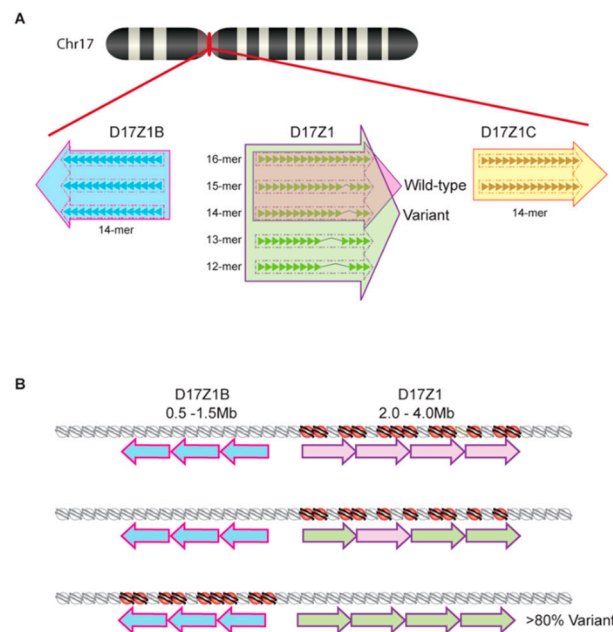 A
Chr17
D17Z1B
D17Z1
D17Z1C
16-mer
15-mer
Wild-type
14-mer
Variant
14-mer
14-mer
13-mer
12-mer
B
D17Z1B
D17Z1
0.5 -1.5Mb
2.0 - 4.0Mb
>80% Variant